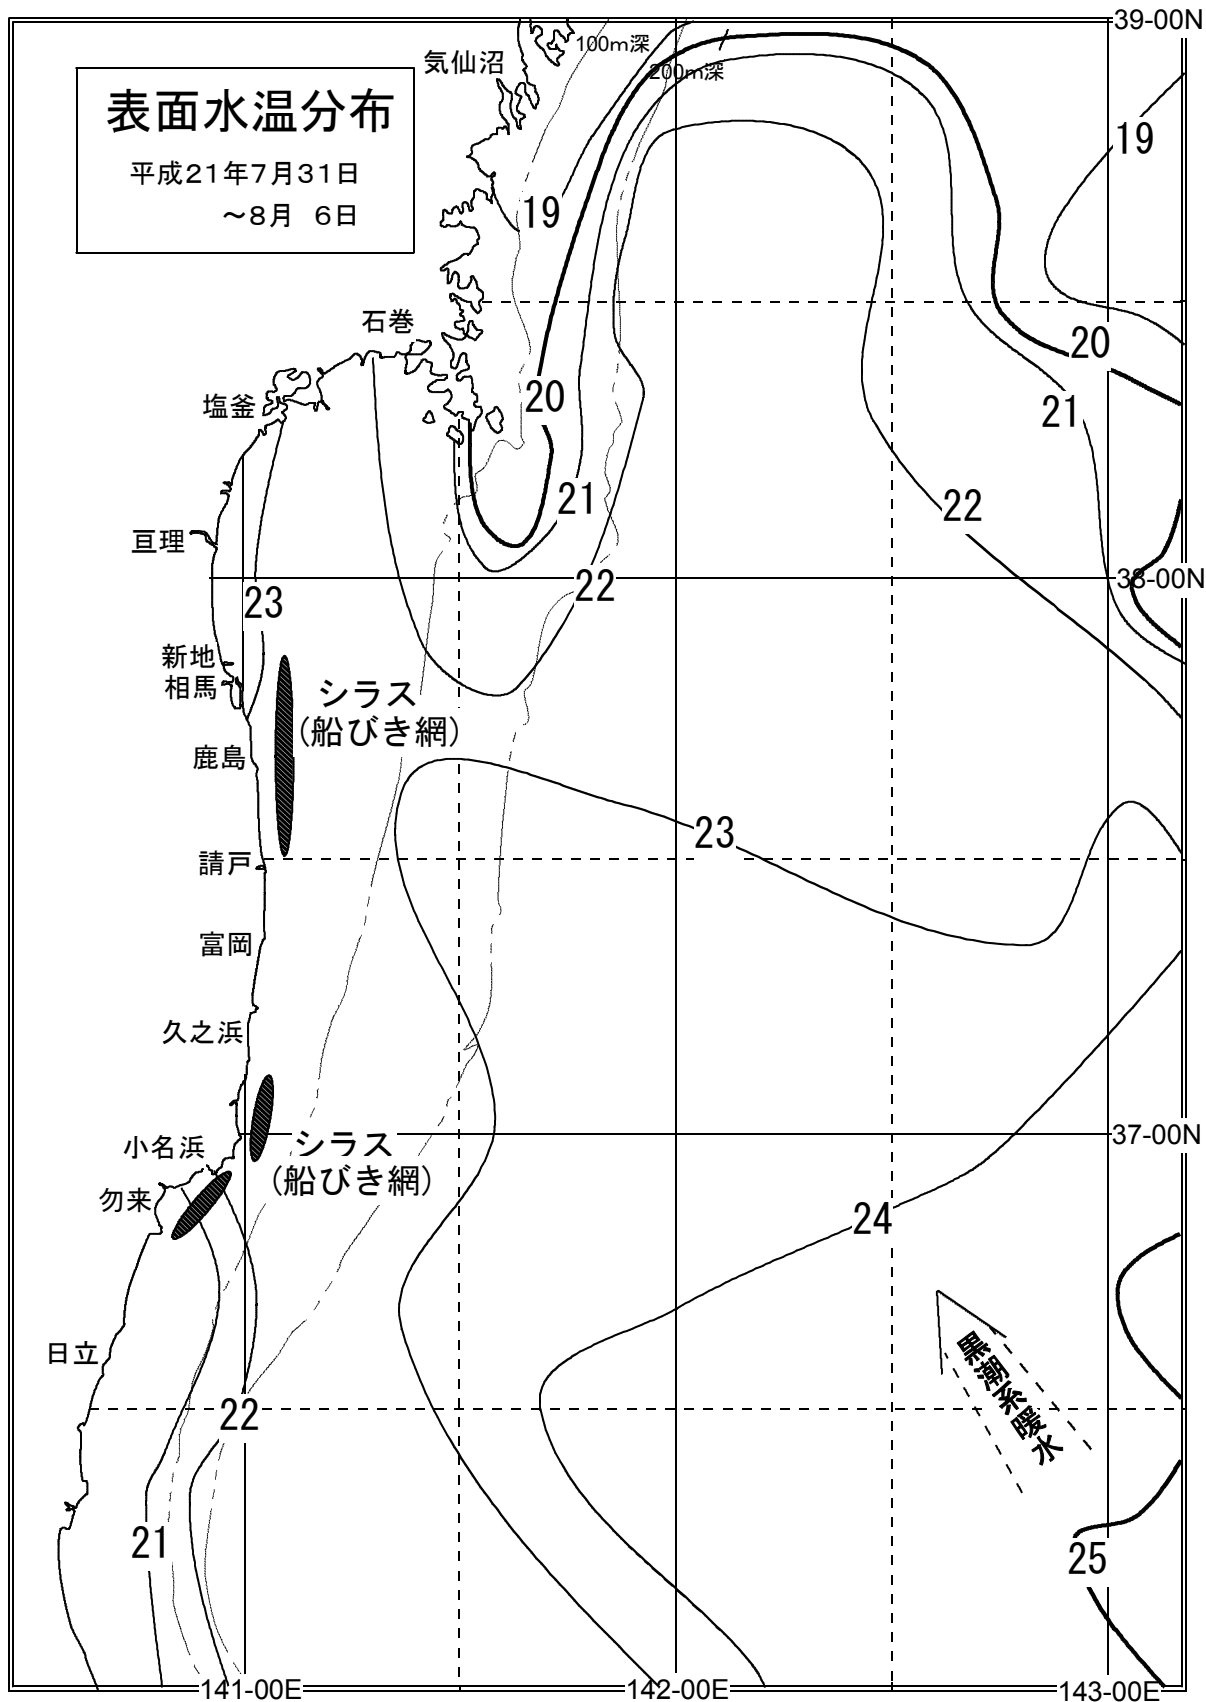 39-00N
100m深
気仙沼
200m深
表面水温分布
平成21年7月31日
～8月 6日
19
19
石巻
20
20
塩釜
21
21
22
亘理
38-00N
22
23
新地
相馬
シラス
(船びき網)
鹿島
23
請戸
富岡
久之浜
37-00N
小名浜
シラス
(船びき網)
勿来
24
日立
黒潮系暖水
22
21
25
141-00E
142-00E
143-00E